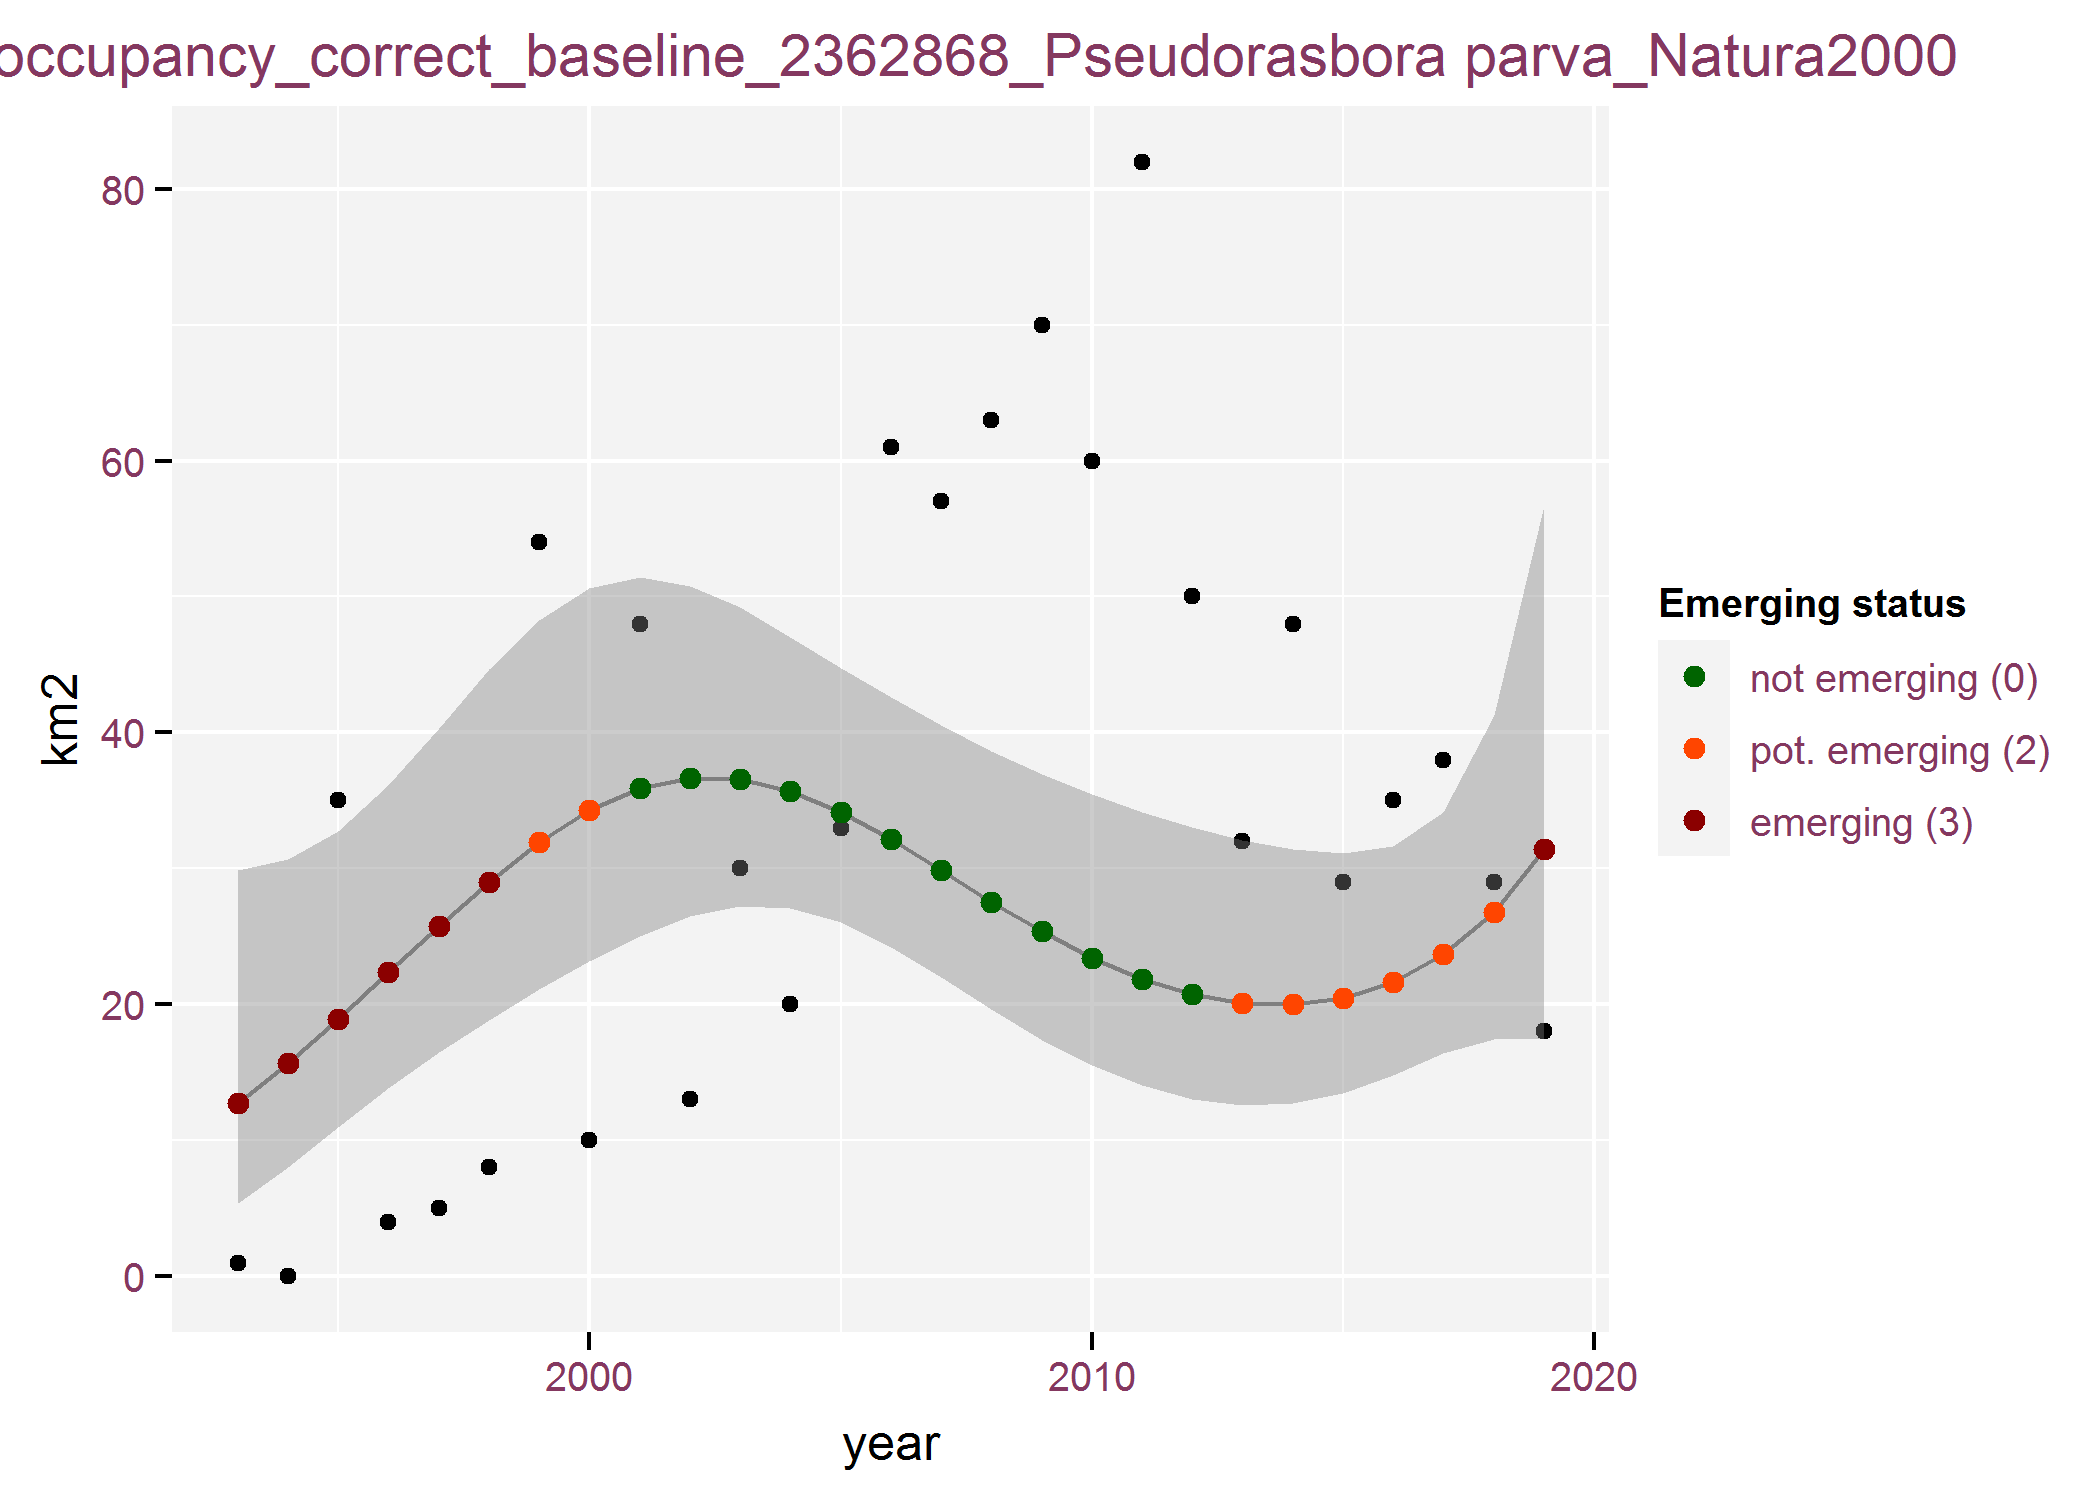 occupancy_correct_baseline_2362868_Pseudorasbora parva_Natura2000
80
60
40
20
0
km2
2000 2010 2020
year
Emerging status
not emerging (0)
pot. emerging (2)
emerging (3)